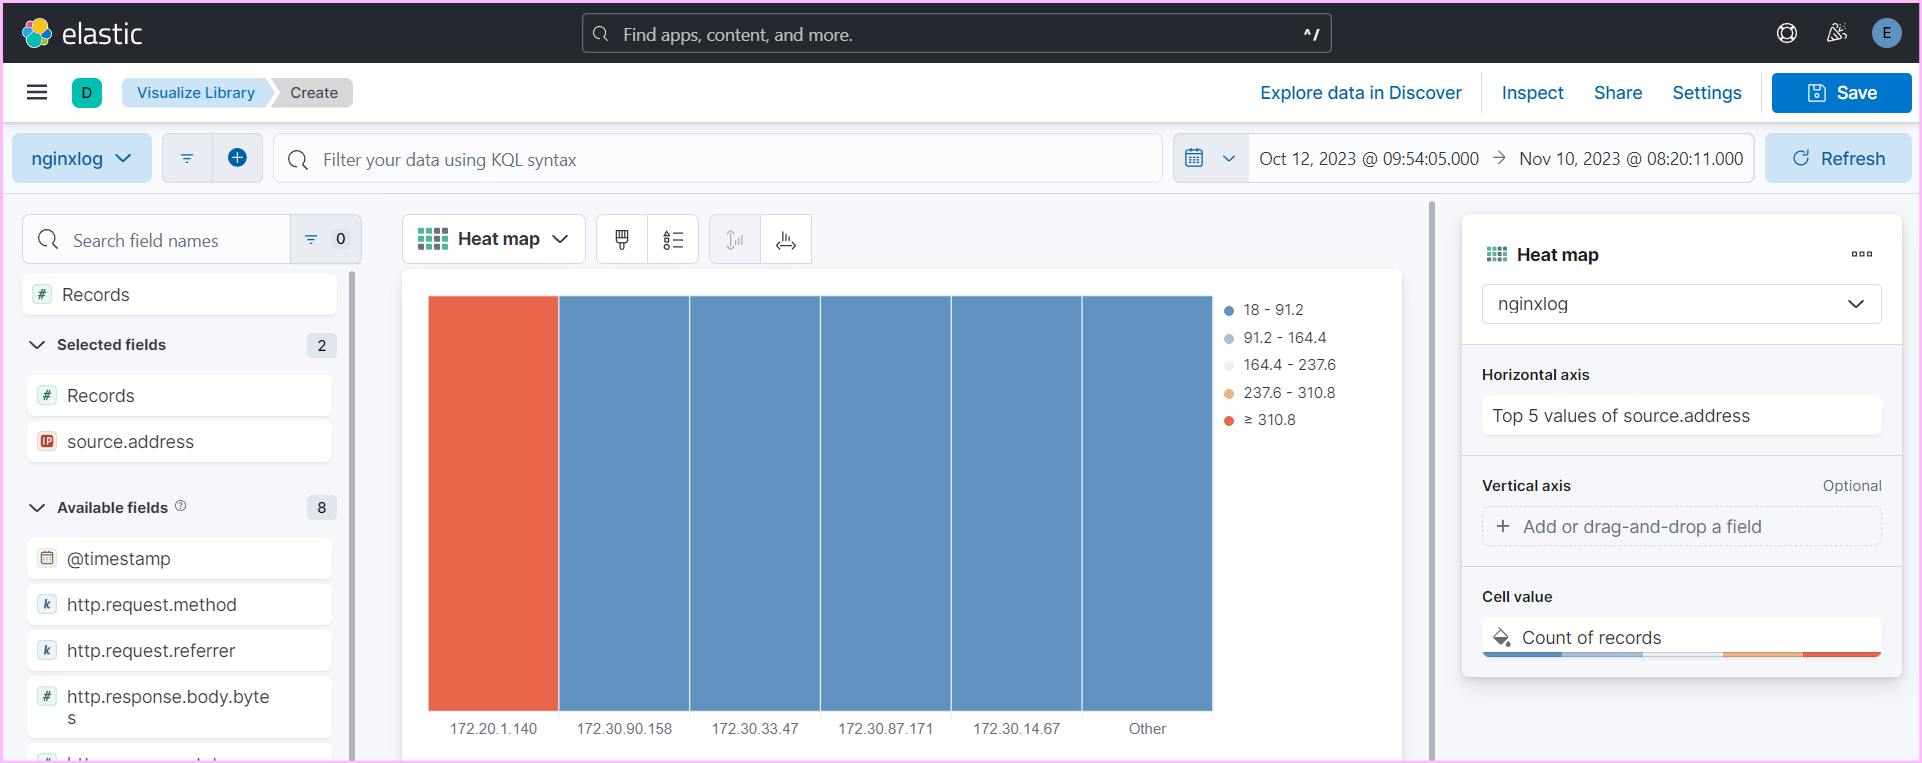 elastic
Find apps, content, and more.
^/
E
D
Visualize Library
Create
Explore data in Discover
Inspect
Share
Settings
Save
nginxlog
Filter your data using KQL syntax
Oct 12, 2023 @ 09:54:05.000 → Nov 10, 2023 @ 08:20:11.000
Refresh
Search field names
0
# Records
Selected fields
2
# Records
IP source.address
Available fields
8
@timestamp
k http.request.method
k http.request.referrer
# http.response.body.byte
s
Heat map
18 - 91.2
91.2 - 164.4
164.4 - 237.6
237.6 - 310.8
≥ 310.8
172.20.1.140
172.30.90.158
172.30.33.47
172.30.87.171
172.30.14.67
Other
Heat map
nginxlog
Horizontal axis
Top 5 values of source.address
Vertical axis
Optional
+ Add or drag-and-drop a field
Cell value
Count of records